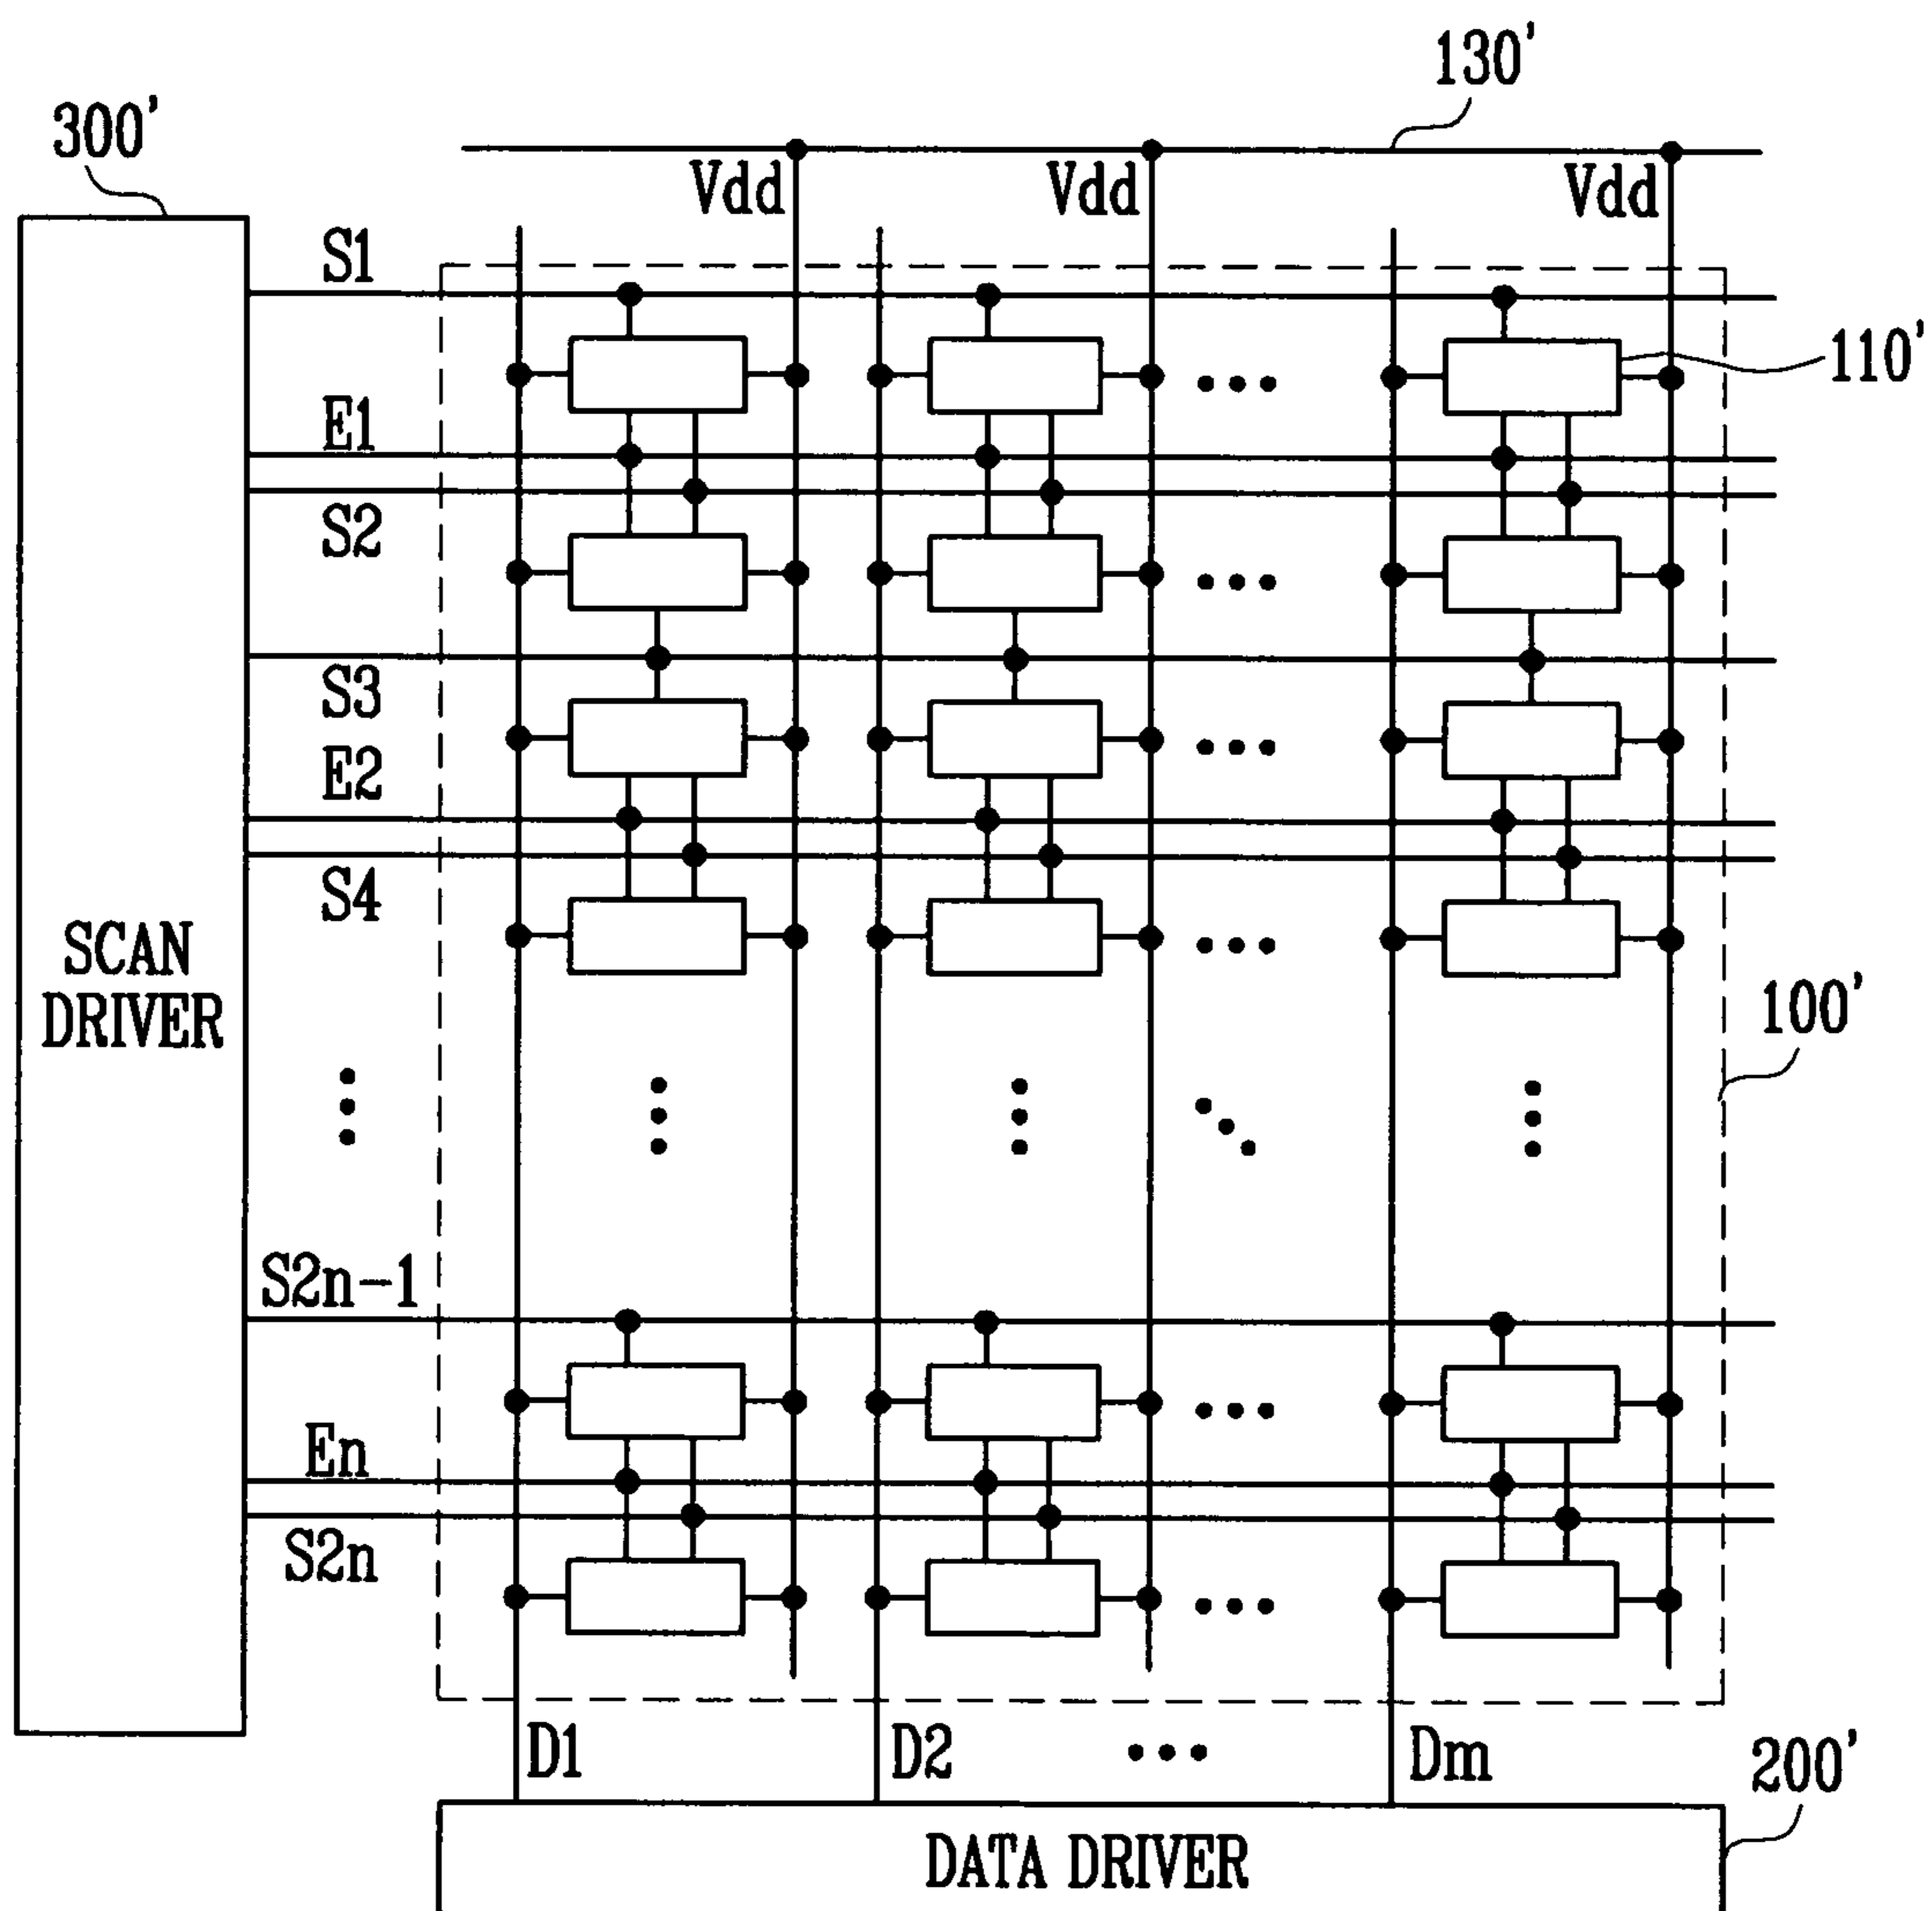 130'
300'
Vdd Vdd Vdd
S1
110'
E1
S2
S3
E2
S4
SCAN
DRIVER
100'
S2n-1
En
S2n
D1 D2 Dm
200'
DATA DRIVER